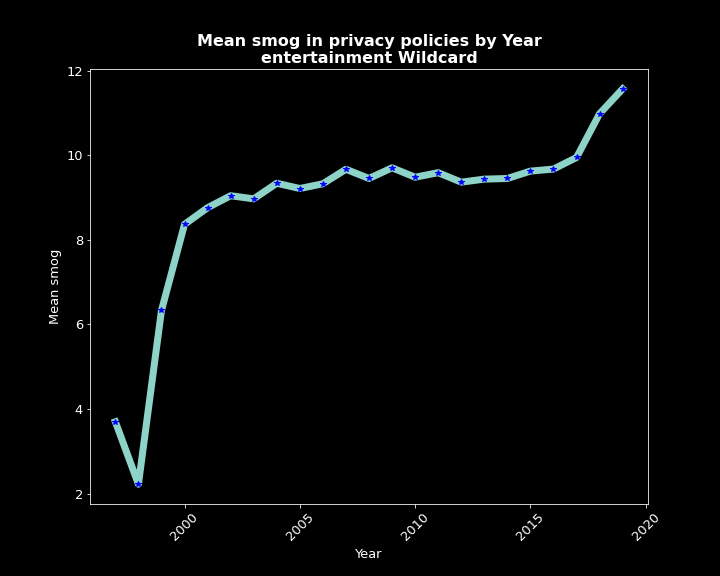 Mean smog in privacy policies by Year
entertainment Wildcard
12
10
8
6
4
2
Mean smog
2000
2005
2010
2015
2020
Year